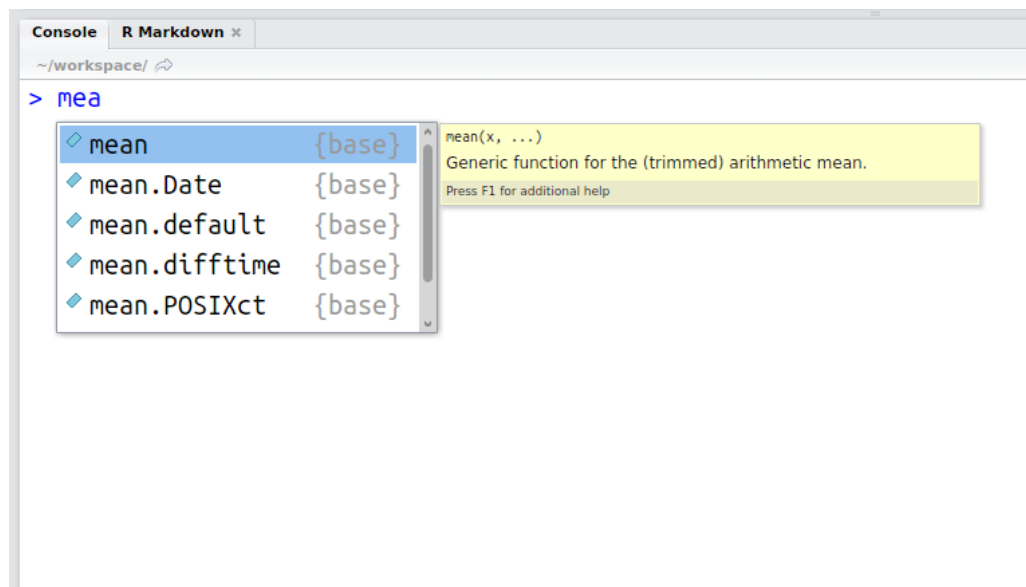 Console R Markdown ×
~/workspace/
> mea
mean {base}
mean.Date {base}
mean.default {base}
mean.difftime {base}
mean.POSIXct {base}
mean(x, ...)
Generic function for the (trimmed) arithmetic mean.
Press F1 for additional help